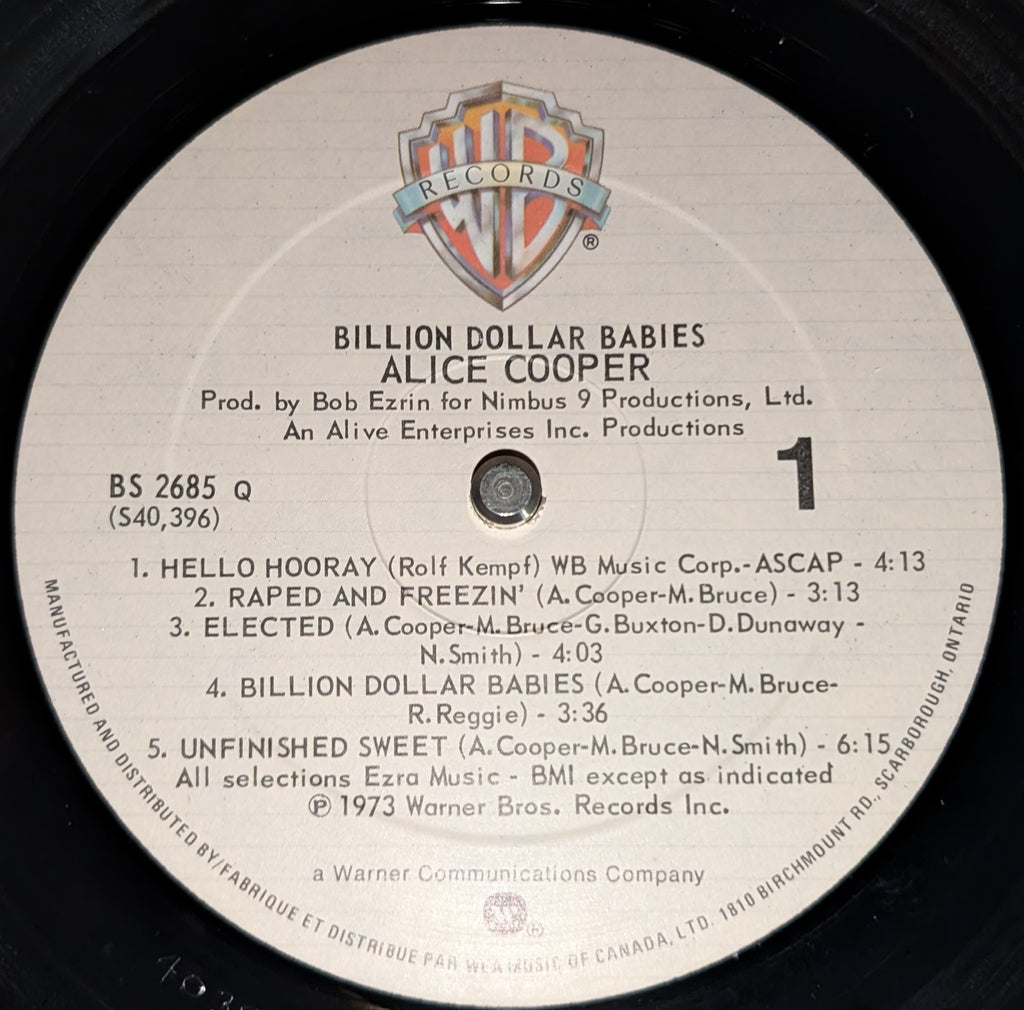 WB
RECORDS
®
BILLION DOLLAR BABIES
ALICE COOPER
Prod. by Bob Ezrin for Nimbus 9 Productions, Ltd.
An Alive Enterprises Inc. Productions
1
BS 2685 Q
(S40,396)
1. HELLO HOORAY (Rolf Kempf) WB Music Corp.-ASCAP - 4:13
2. RAPED AND FREEZIN' (A.Cooper-M.Bruce) - 3:13
3. ELECTED (A.Cooper-M.Bruce-G.Buxton-D.Dunaway -
N.Smith) - 4:03
4. BILLION DOLLAR BABIES (A.Cooper-M.Bruce-
R.Reggie) - 3:36
5. UNFINISHED SWEET (A.Cooper-M.Bruce-N.Smith) - 6:15
All selections Ezra Music - BMI except as indicated
℗ 1973 Warner Bros. Records Inc.
a Warner Communications Company
®
MANUFACTURED AND DISTRIBUTED BY/FABRIQUE ET DISTRIBUE PAR WEA MUSIC OF CANADA, LTD. 1810 BIRCHMOUNT RD., SCARBOROUGH, ONTARIO